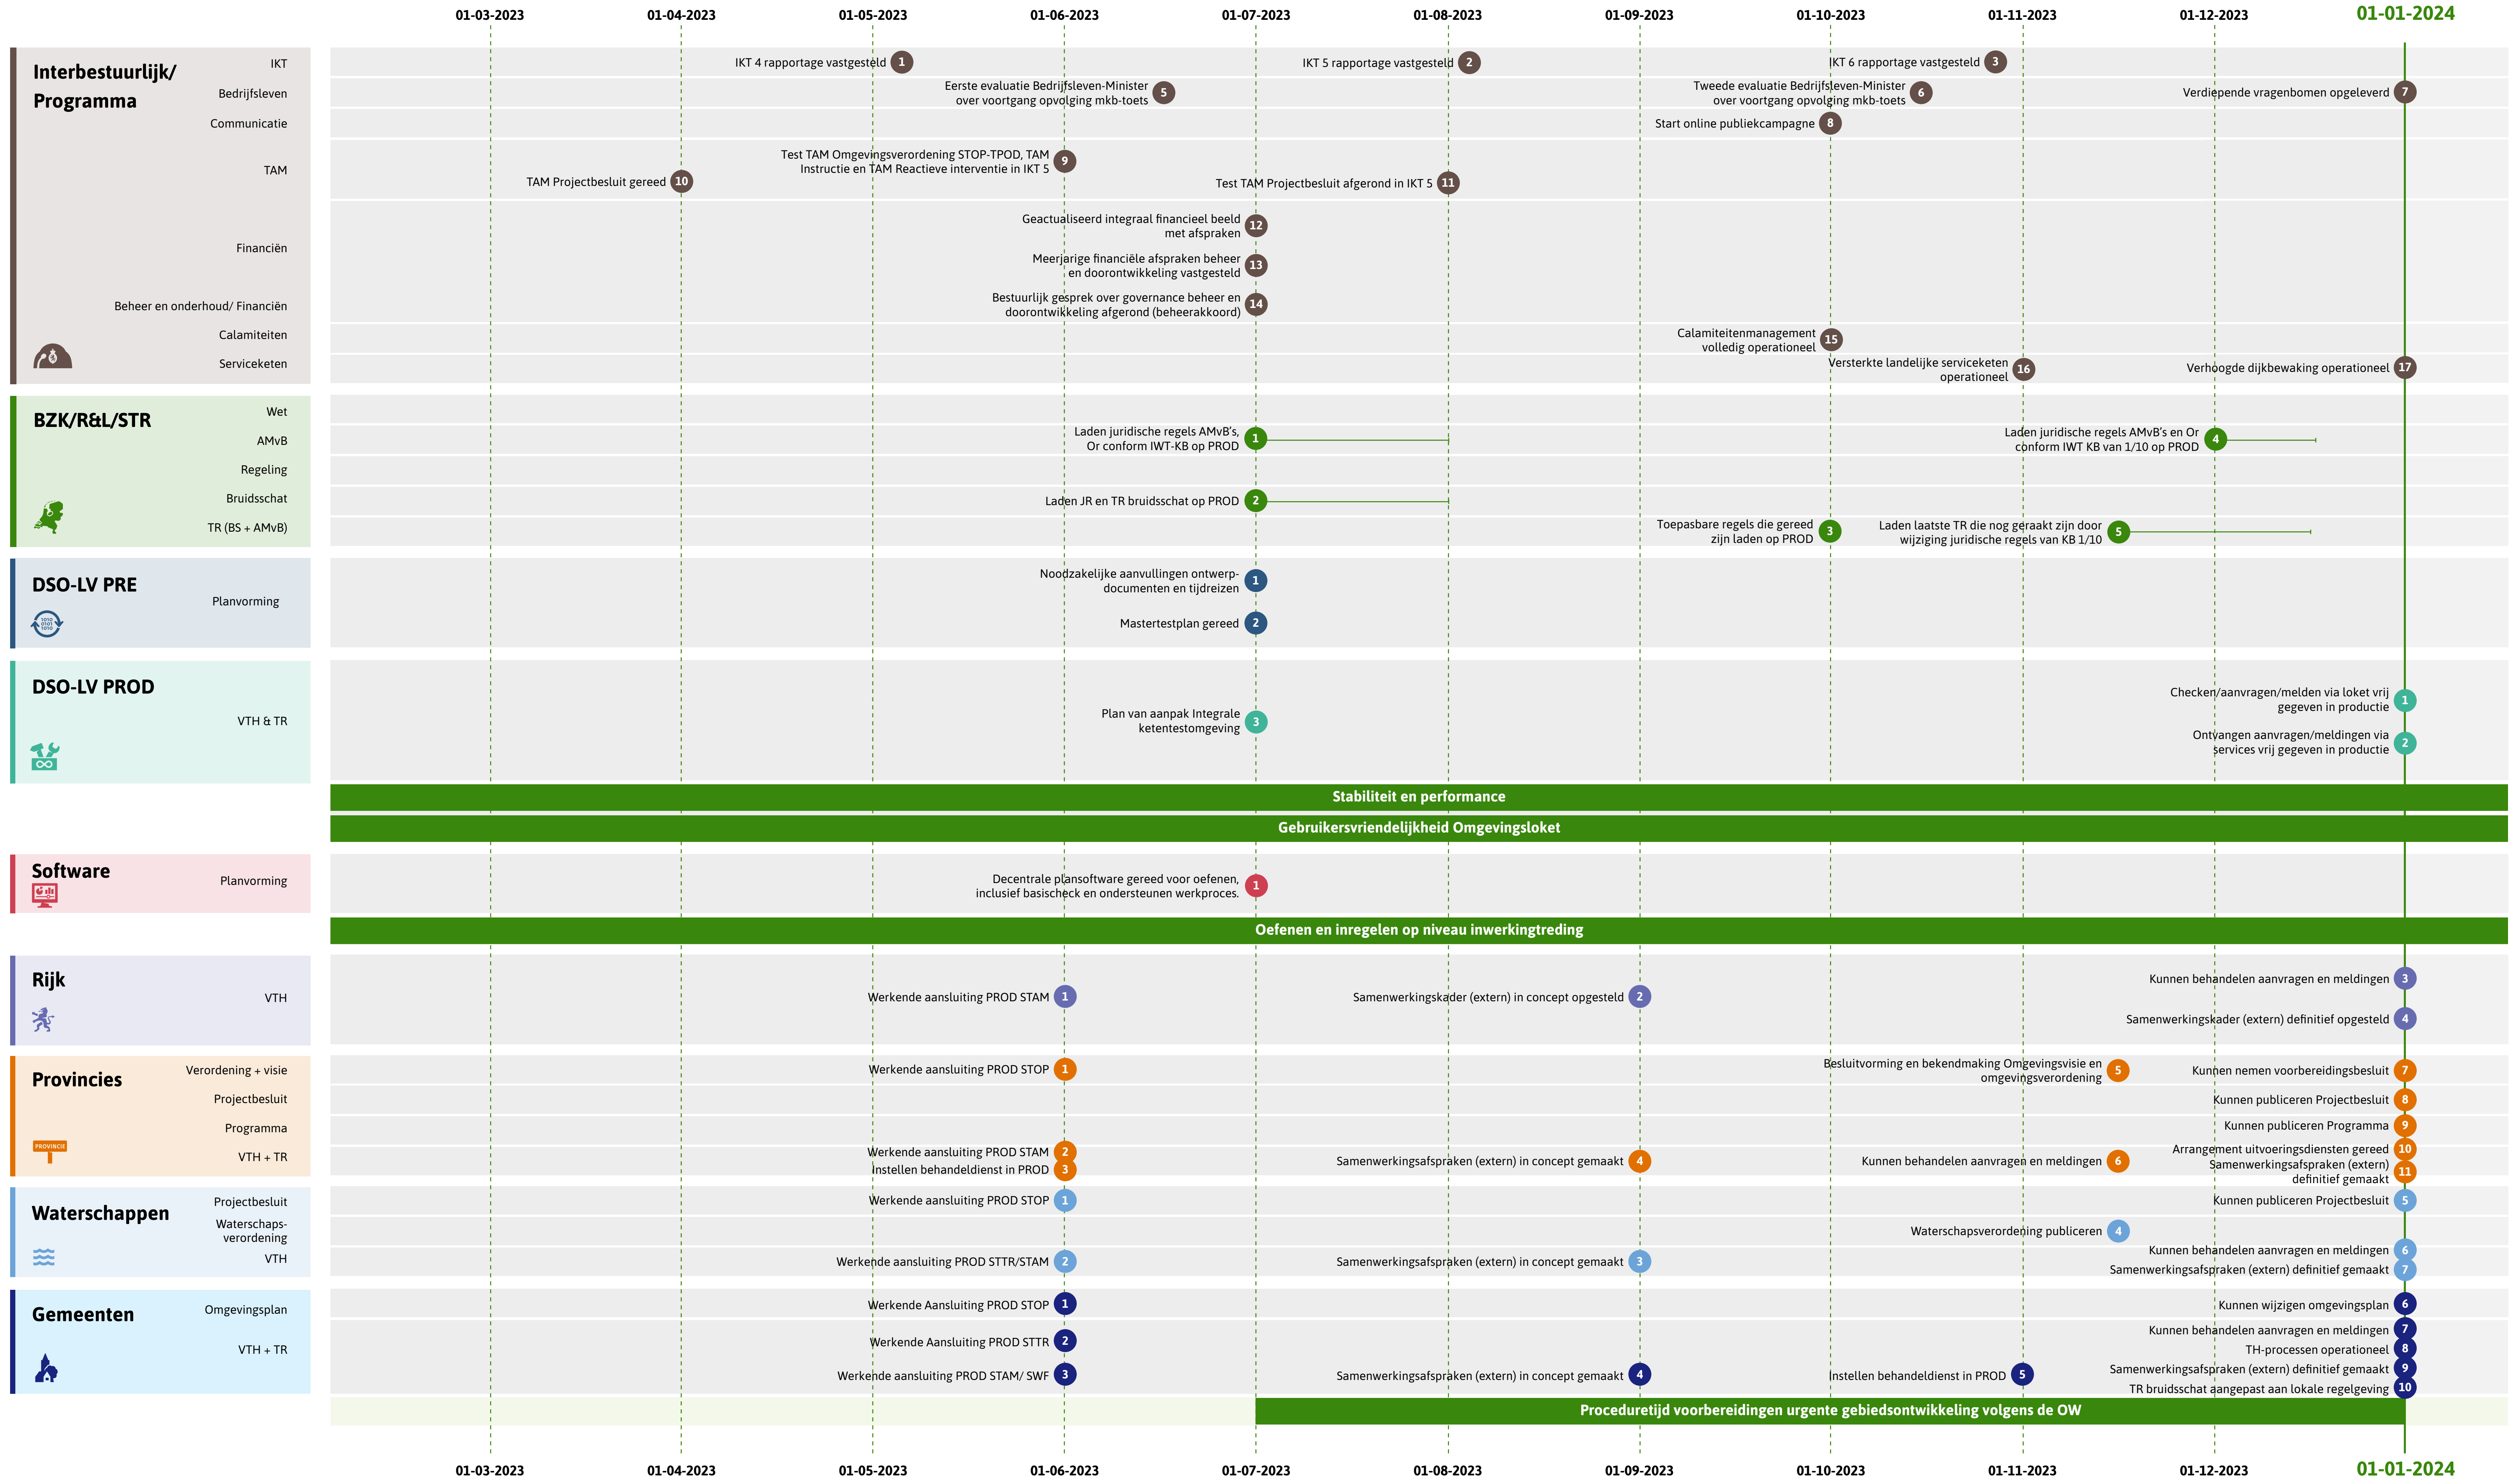 01-03-2023 01-04-2023 01-05-2023 01-06-2023 01-07-2023 01-08-2023 01-09-2023 01-10-2023 01-11-2023 01-12-2023 01-01-2024
Interbestuurlijk/
Programma
IKT
IKT 4 rapportage vastgesteld 1
IKT 5 rapportage vastgesteld 2
IKT 6 rapportage vastgesteld 3
Bedrijfsleven
Eerste evaluatie Bedrijfsleven-Minister
over voortgang opvolging mkb-toets
5
Tweede evaluatie Bedrijfsleven-Minister
over voortgang opvolging mkb-toets
6
Verdiepende vragenbomen opgeleverd 7
Communicatie
Start online publiekcampagne 8
TAM
Test TAM Omgevingsverordening STOP-TPOD, TAM
Instructie en TAM Reactieve interventie in IKT 5
9
TAM Projectbesluit gereed 10
Test TAM Projectbesluit afgerond in IKT 5 11
Financiën
Geactualiseerd integraal financieel beeld
met afspraken
12
Meerjarige financiële afspraken beheer
en doorontwikkeling vastgesteld
13
Beheer en onderhoud/ Financiën
Bestuurlijk gesprek over governance beheer en
doorontwikkeling afgerond (beheerakkoord)
14
Calamiteiten
Calamiteitenmanagement
volledig operationeel
15
Serviceketen
Versterkte landelijke serviceketen
operationeel
16
Verhoogde dijkbewaking operationeel 17
BZK/R&L/STR
Wet
AMvB
Laden juridische regels AMvB's,
Or conform IWT-KB op PROD
1
Laden juridische regels AMvB's en Or
conform IWT KB van 1/10 op PROD
4
Regeling
Bruidsschat
Laden JR en TR bruidsschat op PROD 2
TR (BS + AMvB)
Toepasbare regels die gereed
zijn laden op PROD
3
Laden laatste TR die nog geraakt zijn door
wijziging juridische regels van KB 1/10
5
DSO-LV PRE
1010
0101
1010
Planvorming
Noodzakelijke aanvullingen ontwerp-
documenten en tijdreizen
1
Mastertestplan gereed 2
DSO-LV PROD
VTH & TR
Plan van aanpak Integrale
ketentestomgeving
3
Checken/aanvragen/melden via loket vrij
gegeven in productie
1
Ontvangen aanvragen/meldingen via
services vrij gegeven in productie
2
Stabiliteit en performance
Gebruikersvriendelijkheid Omgevingsloket
Software
Planvorming
Decentrale plansoftware gereed voor oefenen,
inclusief basischeck en ondersteunen werkproces.
1
Oefenen en inregelen op niveau inwerkingtreding
Rijk
VTH
Werkende aansluiting PROD STAM 1
Samenwerkingskader (extern) in concept opgesteld 2
Kunnen behandelen aanvragen en meldingen 3
Samenwerkingskader (extern) definitief opgesteld 4
Provincies
PROVINCIE
Verordening + visie
Werkende aansluiting PROD STOP 1
Besluitvorming en bekendmaking Omgevingsvisie en
omgevingsverordening
5
Kunnen nemen voorbereidingsbesluit 7
Projectbesluit
Kunnen publiceren Projectbesluit 8
Programma
Kunnen publiceren Programma 9
VTH + TR
Werkende aansluiting PROD STAM 2
Instellen behandeldienst in PROD 3
Samenwerkingsafspraken (extern) in concept gemaakt 4
Kunnen behandelen aanvragen en meldingen 6
Arrangement uitvoeringsdiensten gereed 10
Samenwerkingsafspraken (extern)
definitief gemaakt
11
Waterschappen
Projectbesluit
Werkende aansluiting PROD STOP 1
Kunnen publiceren Projectbesluit 5
Waterschaps-
verordening
Waterschapsverordening publiceren 4
VTH
Werkende aansluiting PROD STTR/STAM 2
Samenwerkingsafspraken (extern) in concept gemaakt 3
Kunnen behandelen aanvragen en meldingen 6
Samenwerkingsafspraken (extern) definitief gemaakt 7
Gemeenten
Omgevingsplan
Werkende Aansluiting PROD STOP 1
Kunnen wijzigen omgevingsplan 6
VTH + TR
Werkende Aansluiting PROD STTR 2
Werkende aansluiting PROD STAM/ SWF 3
Samenwerkingsafspraken (extern) in concept gemaakt 4
Instellen behandeldienst in PROD 5
Kunnen behandelen aanvragen en meldingen 7
TH-processen operationeel 8
Samenwerkingsafspraken (extern) definitief gemaakt 9
TR bruidsschat aangepast aan lokale regelgeving 10
Proceduretijd voorbereidingen urgente gebiedsontwikkeling volgens de OW
01-03-2023 01-04-2023 01-05-2023 01-06-2023 01-07-2023 01-08-2023 01-09-2023 01-10-2023 01-11-2023 01-12-2023 01-01-2024